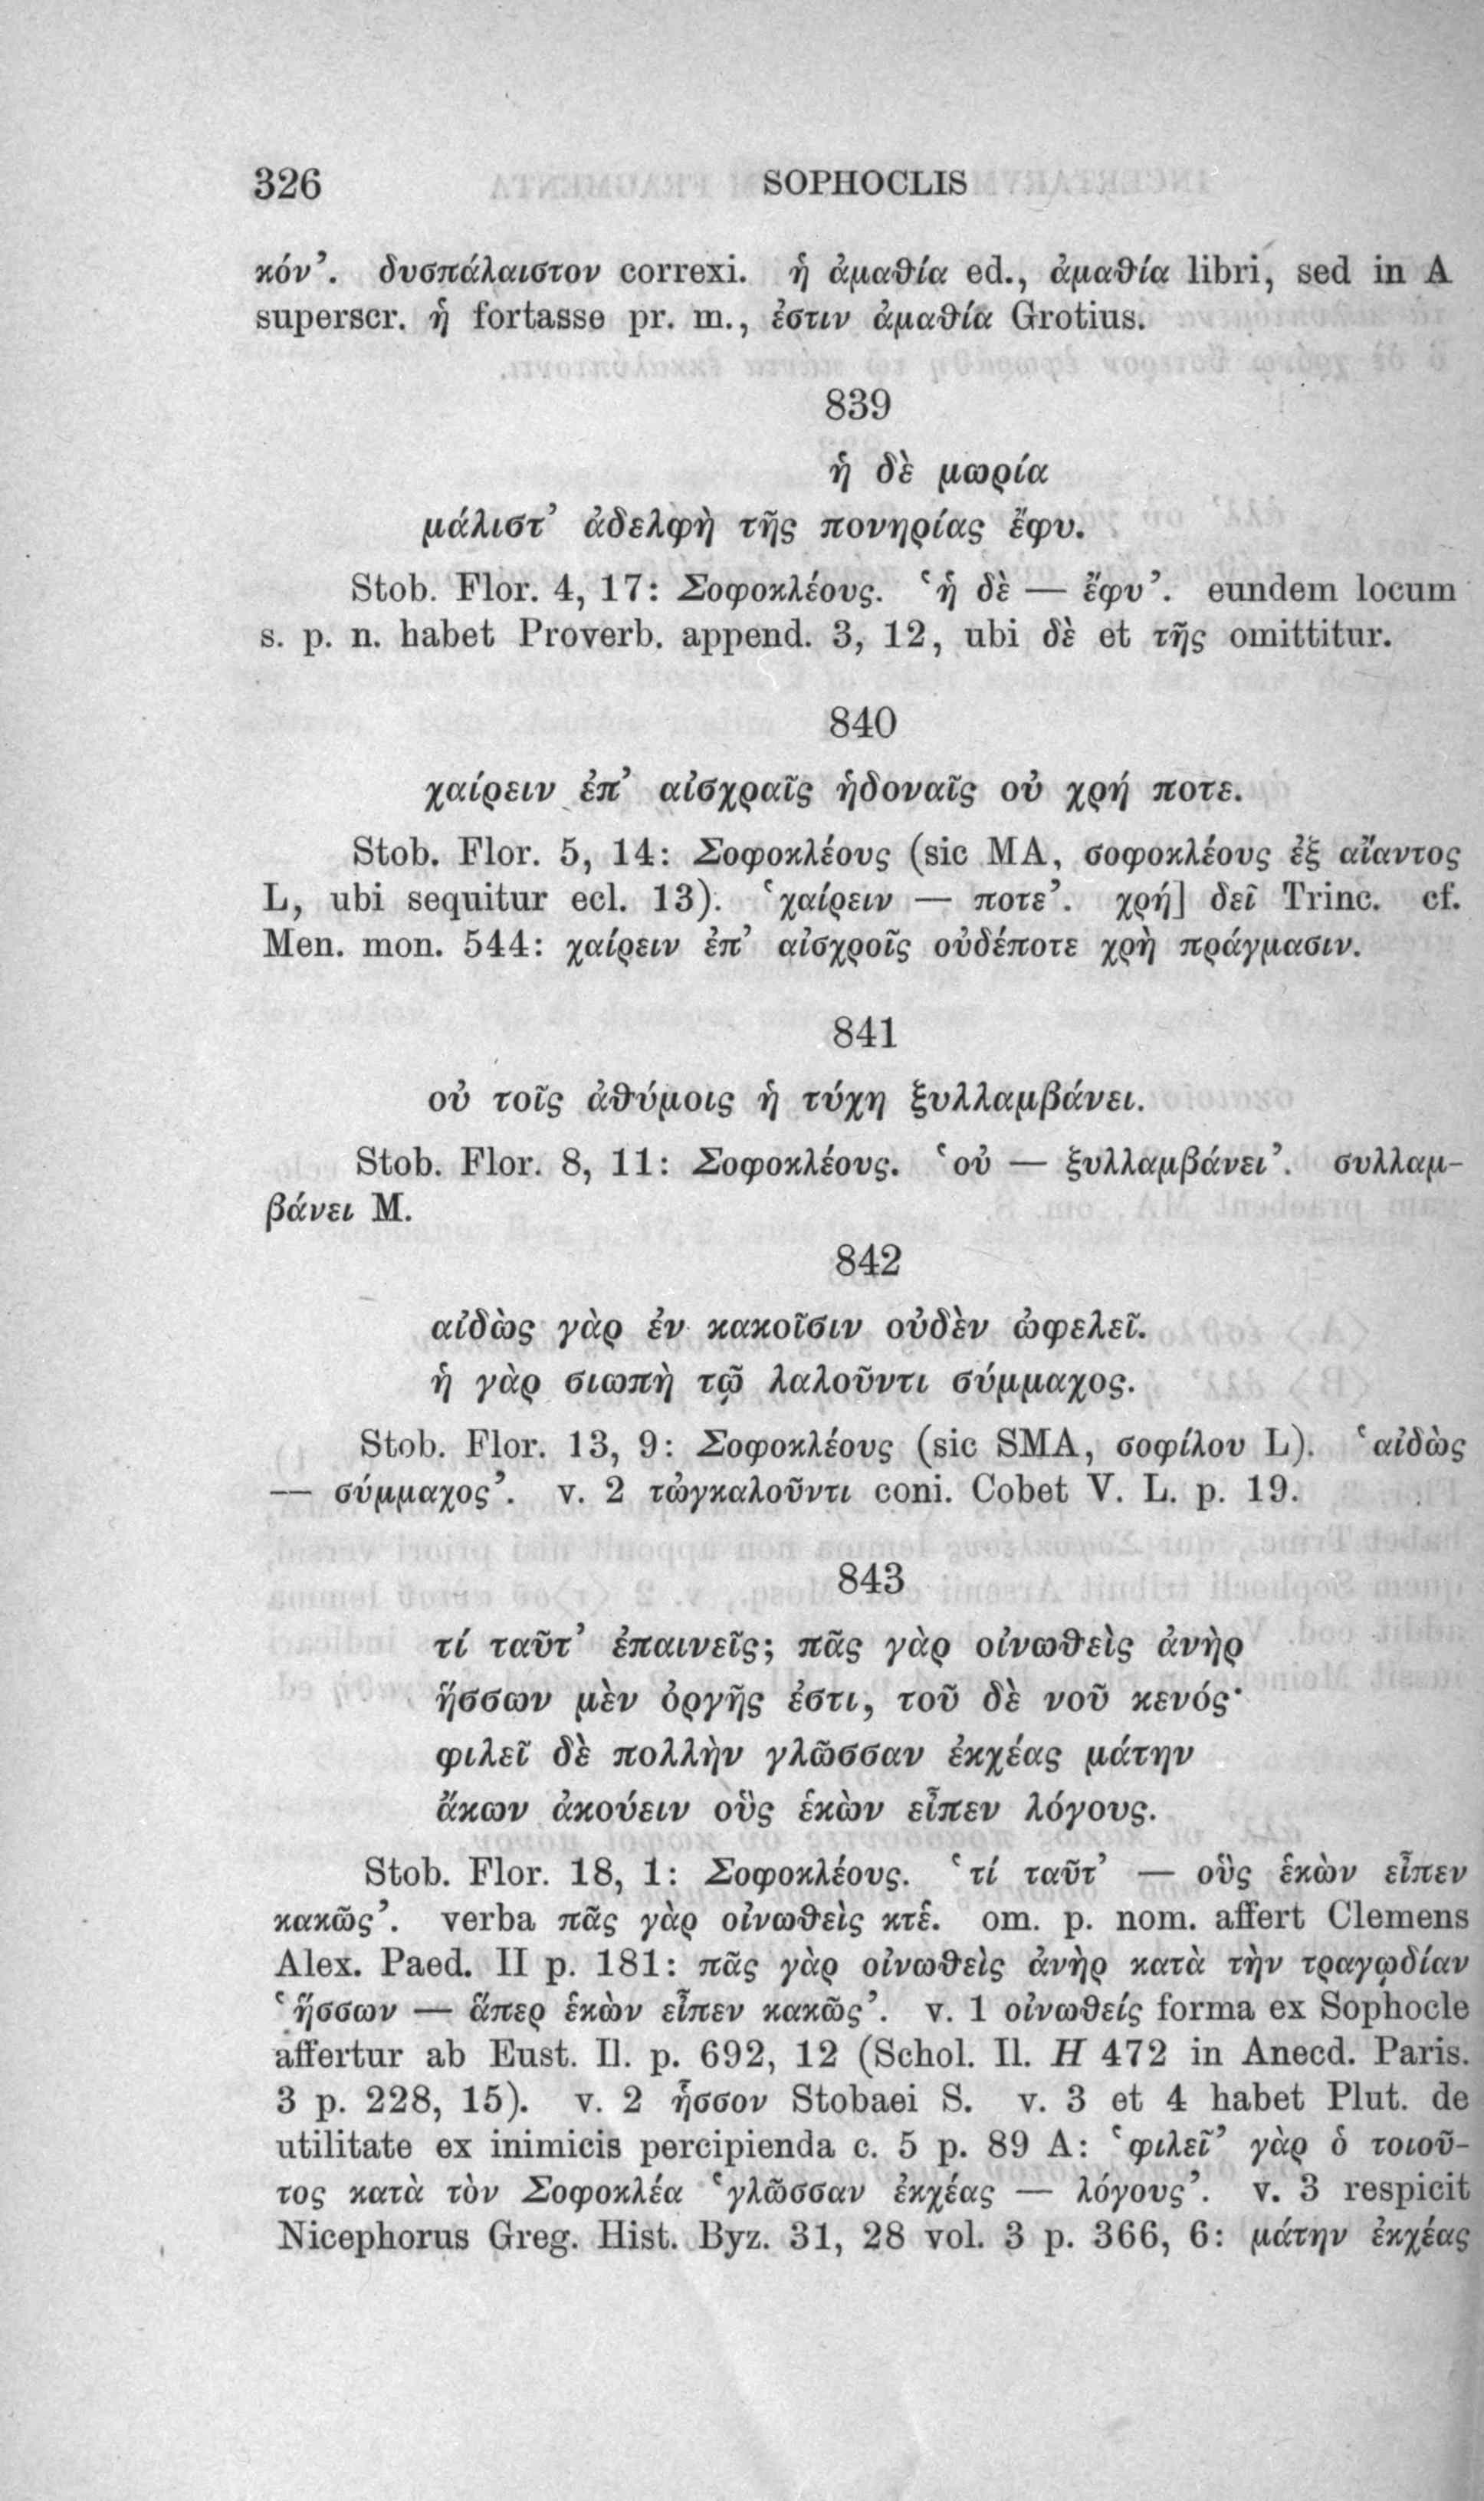 326 SOPHOCLIS
κόν’. δυσπάλαιστον correxi. ἡ ἀμαθία ed., ἀμαθία libri, sed in A
superscr. ἡ fortasse pr. m., ἐστιν ἀμαθία Grotius.
839
ἡ δὲ μωρία
μάλιστ’ ἀδελφὴ τῆς πονηρίας ἔφυ.
Stob. Flor. 4, 17: Σοφοκλέους. ‘ἡ δὲ — ἔφυ’. eundem locum
s. p. n. habet Proverb. append. 3, 12, ubi δὲ et τῆς omittitur.
840
χαίρειν ἐπ’ αἰσχραῖς ἡδοναῖς οὐ χρή ποτε.
Stob. Flor. 5, 14: Σοφοκλέους (sic MA, σοφοκλέους ἐξ αἴαντος
L, ubi sequitur ecl. 13). ‘χαίρειν — ποτε’. χρή] δεῖ Trinc. cf.
Men. mon. 544: χαίρειν ἐπ’ αἰσχροῖς οὐδέποτε χρὴ πράγμασιν.
841
οὐ τοῖς ἀθύμοις ἡ τύχη ξυλλαμβάνει.
Stob. Flor. 8, 11: Σοφοκλέους. ‘οὐ — ξυλλαμβάνει’. συλλαμ-
βάνει M.
842
αἰδὼς γὰρ ἐν κακοῖσιν οὐδὲν ὠφελεῖ.
ἡ γὰρ σιωπὴ τῷ λαλοῦντι σύμμαχος.
Stob. Flor. 13, 9: Σοφοκλέους (sic SMA, σοφίλου L). ‘αἰδὼς
— σύμμαχος’. v. 2 τὠγκαλοῦντι coni. Cobet V. L. p. 19.
843
τί ταῦτ’ ἐπαινεῖς; πᾶς γὰρ οἰνωθεὶς ἀνὴρ
ἥσσων μὲν ὀργῆς ἐστι, τοῦ δὲ νοῦ κενός·
φιλεῖ δὲ πολλὴν γλῶσσαν ἐκχέας μάτην
ἄκων ἀκούειν οὓς ἑκὼν εἶπεν λόγους.
Stob. Flor. 18, 1: Σοφοκλέους. ‘τί ταῦτ’ — οὓς ἑκὼν εἶπεν
κακῶς’. verba πᾶς γὰρ οἰνωθεὶς κτἑ. om. p. nom. affert Clemens
Alex. Paed. II p. 181: πᾶς γὰρ οἰνωθεὶς ἀνὴρ κατὰ τὴν τραγῳδίαν
‘ἥσσων — ἅπερ ἑκὼν εἶπεν κακῶς’. v. 1 οἰνωθείς forma ex Sophocle
affertur ab Eust. Il. p. 692, 12 (Schol. Il. H 472 in Anecd. Paris.
3 p. 228, 15). v. 2 ἧσσον Stobaei S. v. 3 et 4 habet Plut. de
utilitate ex inimicis percipienda c. 5 p. 89 A: ‘φιλεῖ’ γὰρ ὁ τοιοῦ-
τος κατὰ τὸν Σοφοκλέα ‘γλῶσσαν ἐκχέας — λόγους’. v. 3 respicit
Nicephorus Greg. Hist. Byz. 31, 28 vol. 3 p. 366, 6: μάτην ἐκχέας